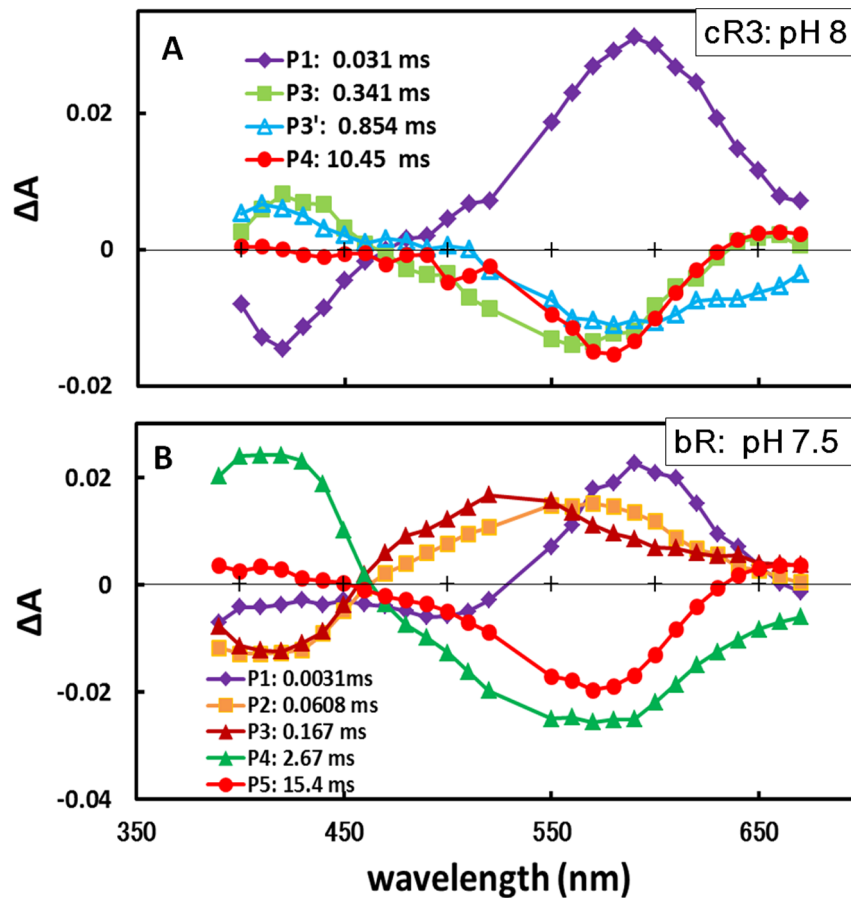 A
cR3: pH 8
P1: 0.031 ms
P3: 0.341 ms
P3': 0.854 ms
P4: 10.45 ms
0.02
0
-0.02
ΔA
B
bR: pH 7.5
0.02
0
-0.02
-0.04
ΔA
P1: 0.0031ms
P2: 0.0608 ms
P3: 0.167 ms
P4: 2.67 ms
P5: 15.4 ms
350 450 550 650
wavelength (nm)